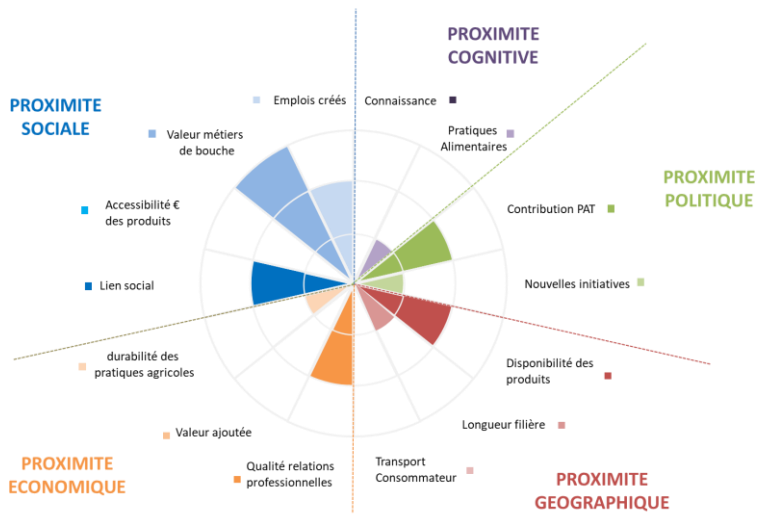 PROXIMITE
COGNITIVE
Emplois créés
Connaissance
PROXIMITE
SOCIALE
Valeur métiers
de bouche
Pratiques
Alimentaires
PROXIMITE
POLITIQUE
Accessibilité €
des produits
Contribution PAT
Lien social
Nouvelles initiatives
durabilité des
pratiques agricoles
Disponibilité des
produits
Valeur ajoutée
Longueur filière
PROXIMITE
ECONOMIQUE
Qualité relations
professionnelles
Transport
Consommateur
PROXIMITE
GEOGRAPHIQUE